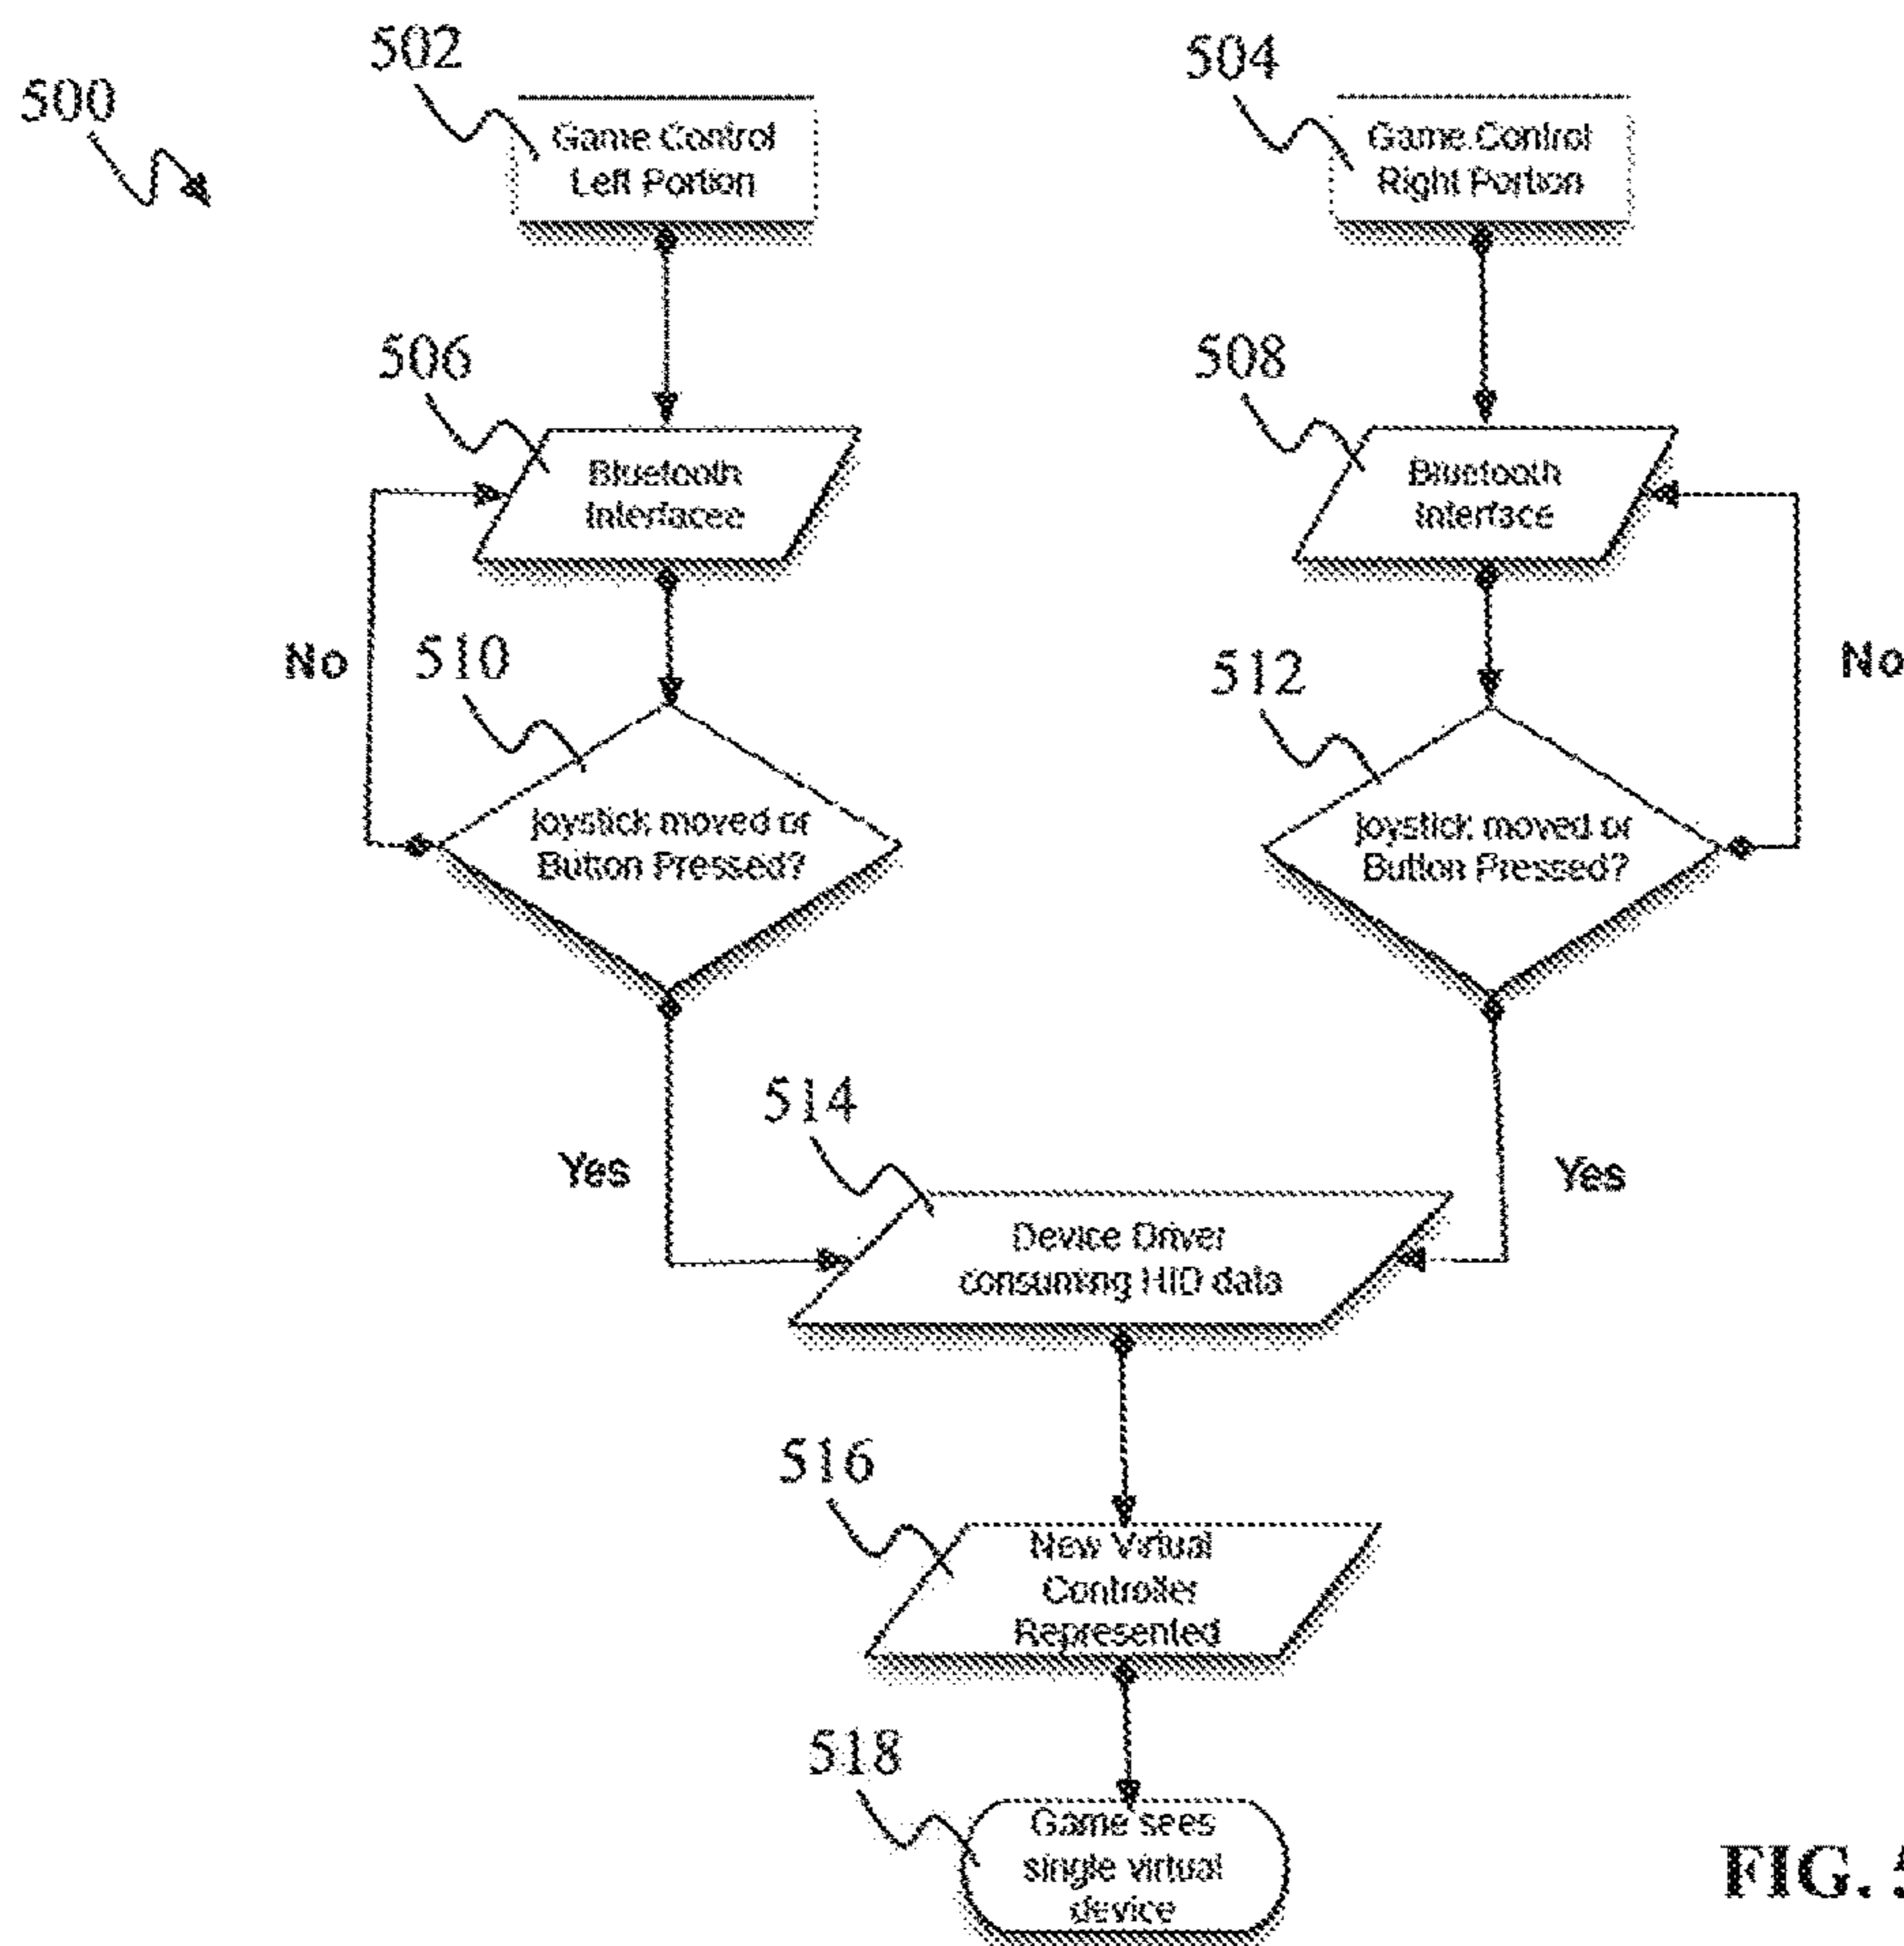 500
502
504
Game Control
Left Portion
Game Control
Right Portion
506
508
Bluetooth
Interfacee
Bluetooth
Interface
No
510
512
No
Joystick moved or
Button Pressed?
Joystick moved or
Button Pressed?
514
Yes
Yes
Device Driver
consuming HID data
516
New Virtual
Controller
Represented
518
Game sees
single virtual
device
FIG. 5